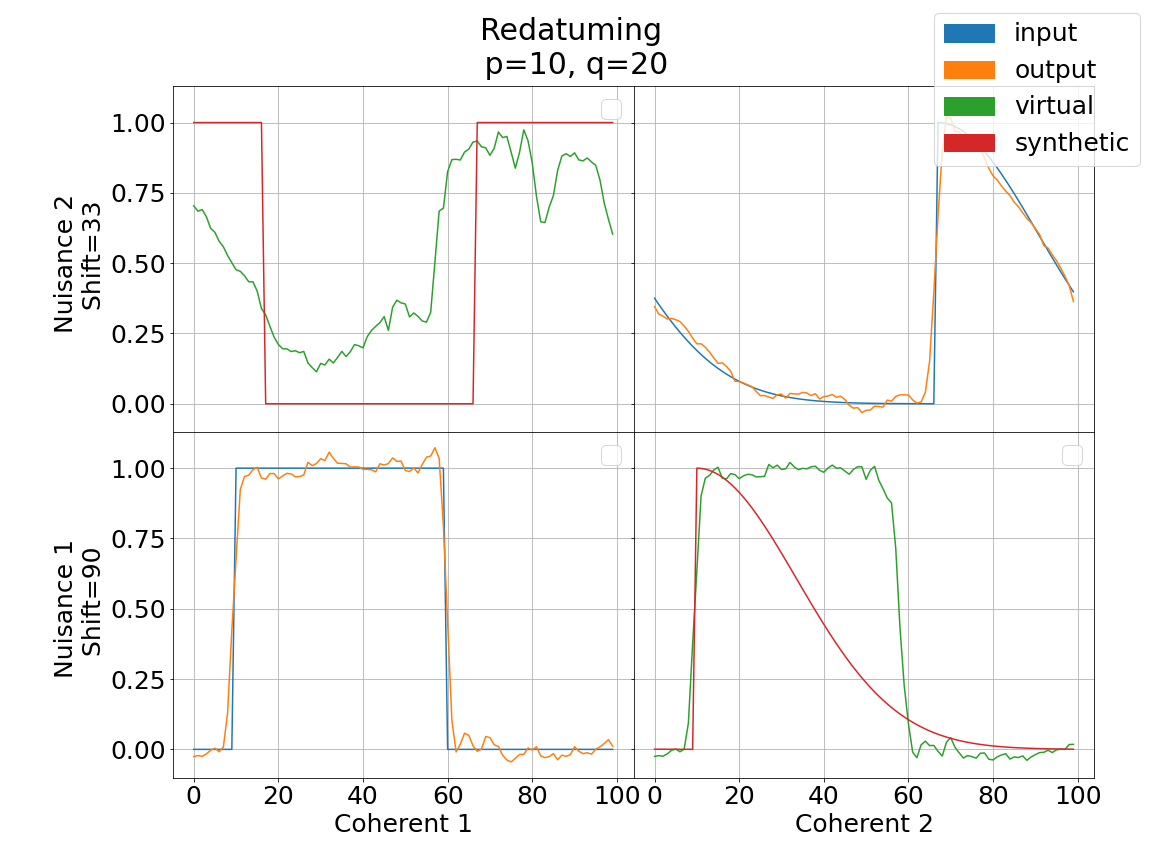 Redatuming
p=10, q=20
input
output
virtual
synthetic
Nuisance 2
Shift=33
1.00
0.75
0.50
0.25
0.00
Nuisance 1
Shift=90
1.00
0.75
0.50
0.25
0.00
0 20 40 60 80 100
0 20 40 60 80 100
Coherent 1
Coherent 2